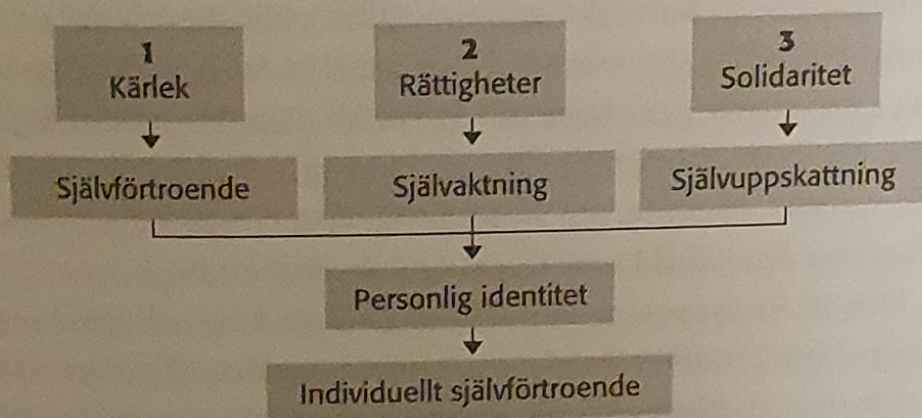 1
Kärlek
2
Rättigheter
3
Solidaritet
Självförtroende
Självaktning
Självuppskattning
Personlig identitet
Individuellt självförtroende